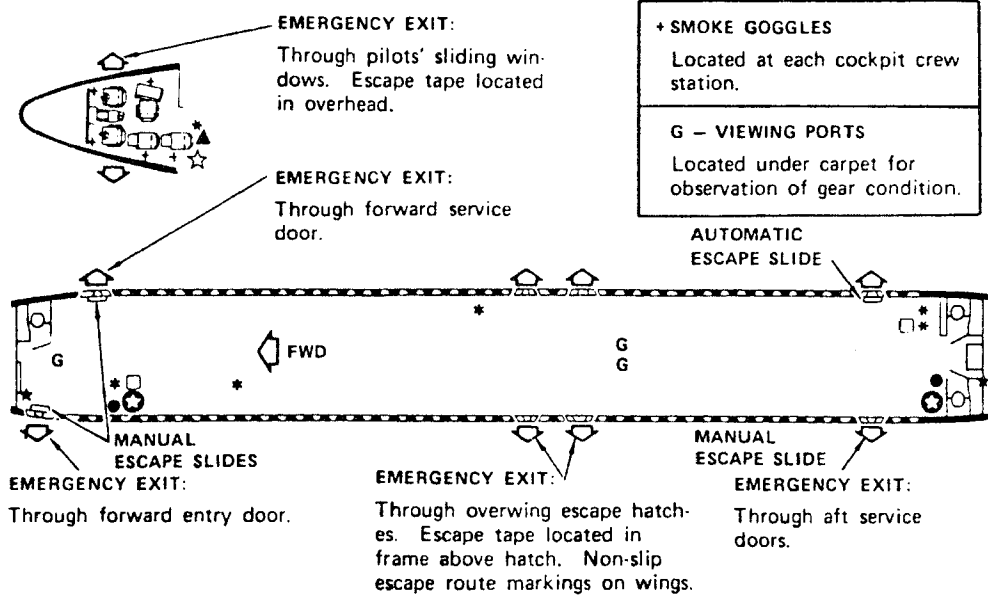 EMERGENCY EXIT:
Through pilots' sliding win-
dows. Escape tape located
in overhead.
+ SMOKE GOGGLES
Located at each cockpit crew
station.
G – VIEWING PORTS
Located under carpet for
observation of gear condition.
EMERGENCY EXIT:
Through forward service
door.
AUTOMATIC
ESCAPE SLIDE
FWD
G
G
G
MANUAL
ESCAPE SLIDES
EMERGENCY EXIT:
Through forward entry door.
EMERGENCY EXIT:
Through overwing escape hatch-
es. Escape tape located in
frame above hatch. Non-slip
escape route markings on wings.
MANUAL
ESCAPE SLIDE
EMERGENCY EXIT:
Through aft service
doors.